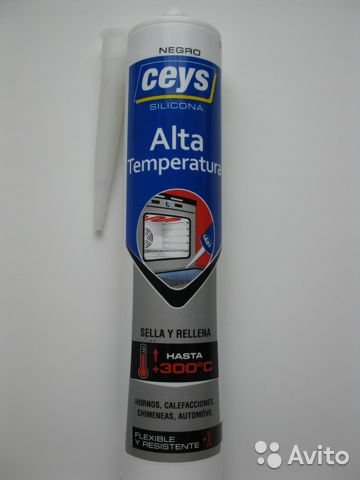 NEGRO
ceys
SILICONA
Alta
Temperatura
SELLA Y RELLENA
HASTA
+300°C
HORNOS, CALEFACCIONES,
CHIMENEAS, AUTOMÓVIL
FLEXIBLE
Y RESISTENTE
Avito